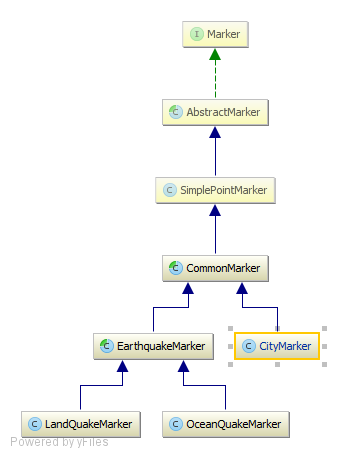 I Marker
C AbstractMarker
C SimplePointMarker
C CommonMarker
C EarthquakeMarker
C CityMarker
C LandQuakeMarker
C OceanQuakeMarker
Powered by yFiles